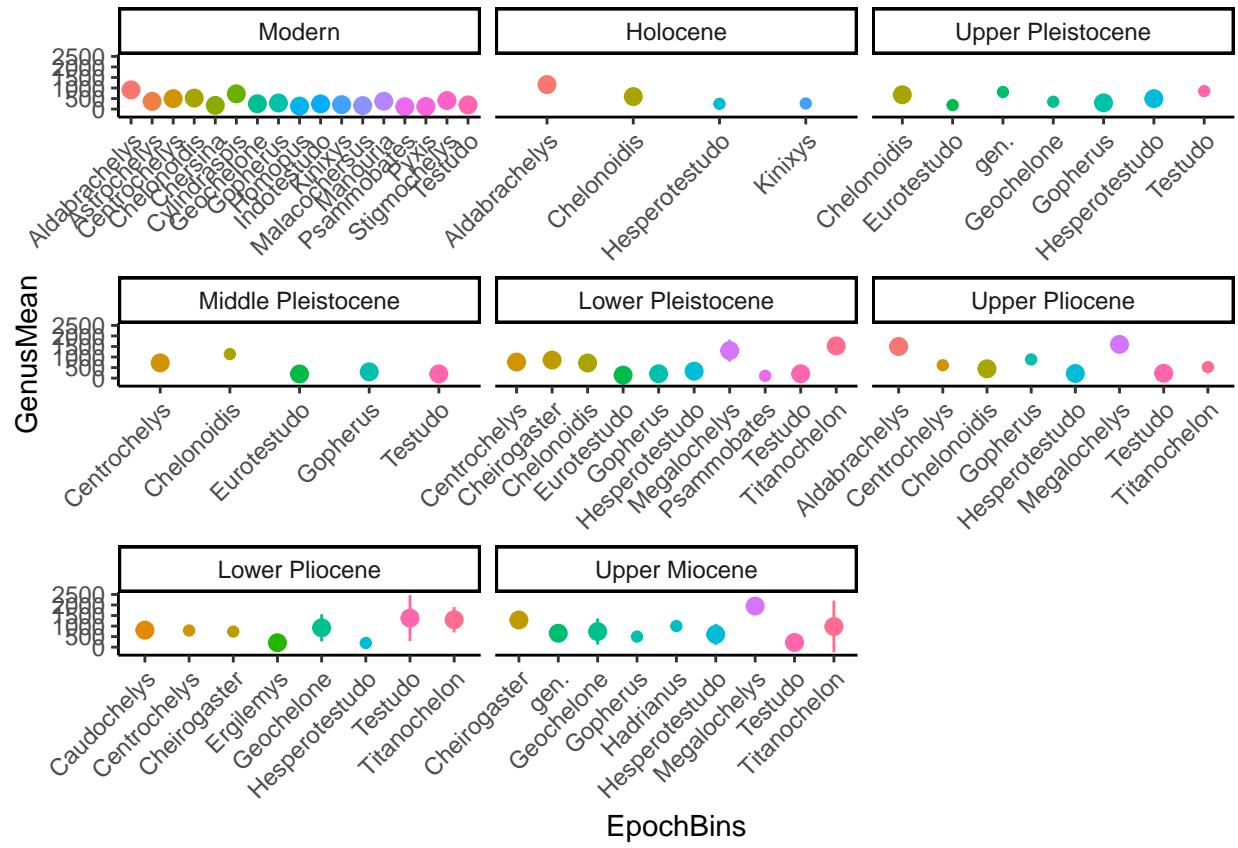 Modern
Holocene
Upper Pleistocene
2500
2000
1500
1000
500
0
Aldabrachelys
Astrochelys
Centrochelys
Chelonoidis
Chersina
Cylindraspis
Geochelone
Gopherus
Homopus
Indotestudo
Kinixys
Malacochersus
Manouria
Psammobates
Pyxis
Stigmochelys
Testudo
Aldabrachelys
Chelonoidis
Hesperotestudo
Kinixys
Chelonoidis
Eurotestudo
gen.
Geochelone
Gopherus
Hesperotestudo
Testudo
GenusMean
Middle Pleistocene
Lower Pleistocene
Upper Pliocene
2500
2000
1500
1000
500
0
Centrochelys
Chelonoidis
Eurotestudo
Gopherus
Testudo
Centrochelys
Cheirogaster
Chelonoidis
Eurotestudo
Gopherus
Hesperotestudo
Megalochelys
Psammobates
Testudo
Titanochelon
Aldabrachelys
Centrochelys
Chelonoidis
Gopherus
Hesperotestudo
Megalochelys
Testudo
Titanochelon
Lower Pliocene
Upper Miocene
2500
2000
1500
1000
500
0
Caudochelys
Centrochelys
Cheirogaster
Ergilemys
Geochelone
Hesperotestudo
Testudo
Titanochelon
Cheirogaster
gen.
Geochelone
Gopherus
Hadrianus
Hesperotestudo
Megalochelys
Testudo
Titanochelon
EpochBins